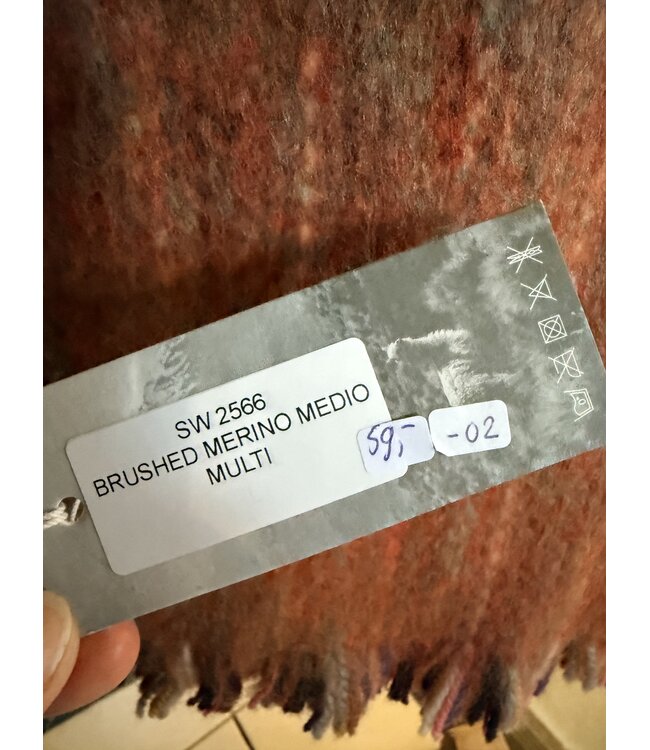 SW 2566
BRUSHED MERINO MEDIO
MULTI
59,-
-02